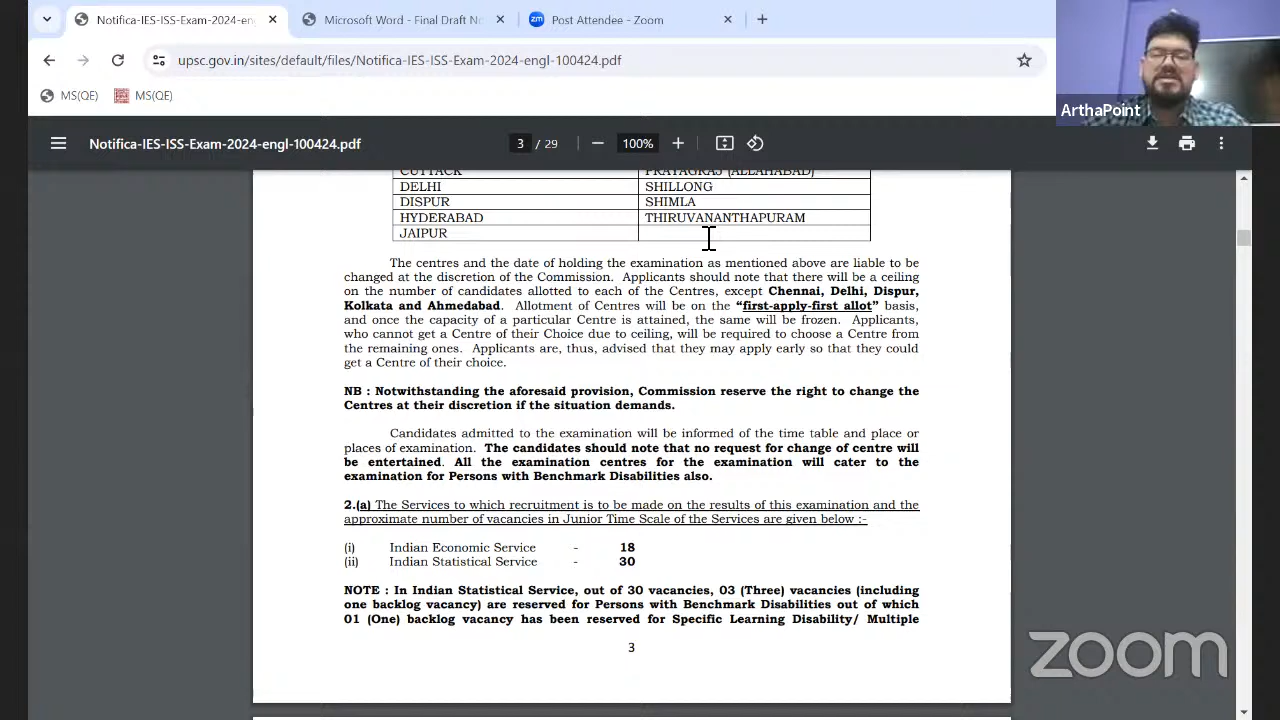 Notifica-IES-ISS-Exam-2024-en
Microsoft Word - Final Draft No
zm
Post Attendee - Zoom
upsc.gov.in/sites/default/files/Notifica-IES-ISS-Exam-2024-engl-100424.pdf
MS(QE)
MS(QE)
ArthaPoint
Notifica-IES-ISS-Exam-2024-engl-100424.pdf
3 / 29
100%
CUTTACK PRAYAGRAJ (ALLAHABAD)
DELHI SHILLONG
DISPUR SHIMLA
HYDERABAD THIRUVANANTHAPURAM
JAIPUR
The centres and the date of holding the examination as mentioned above are liable to be
changed at the discretion of the Commission. Applicants should note that there will be a ceiling
on the number of candidates allotted to each of the Centres, except Chennai, Delhi, Dispur,
Kolkata and Ahmedabad. Allotment of Centres will be on the “first-apply-first allot” basis,
and once the capacity of a particular Centre is attained, the same will be frozen. Applicants,
who cannot get a Centre of their Choice due to ceiling, will be required to choose a Centre from
the remaining ones. Applicants are, thus, advised that they may apply early so that they could
get a Centre of their choice.
NB : Notwithstanding the aforesaid provision, Commission reserve the right to change the
Centres at their discretion if the situation demands.
Candidates admitted to the examination will be informed of the time table and place or
places of examination. The candidates should note that no request for change of centre will
be entertained. All the examination centres for the examination will cater to the
examination for Persons with Benchmark Disabilities also.
2.(a) The Services to which recruitment is to be made on the results of this examination and the
approximate number of vacancies in Junior Time Scale of the Services are given below :-
(i) Indian Economic Service - 18
(ii) Indian Statistical Service - 30
NOTE : In Indian Statistical Service, out of 30 vacancies, 03 (Three) vacancies (including
one backlog vacancy) are reserved for Persons with Benchmark Disabilities out of which
01 (One) backlog vacancy has been reserved for Specific Learning Disability/ Multiple
3
zoom